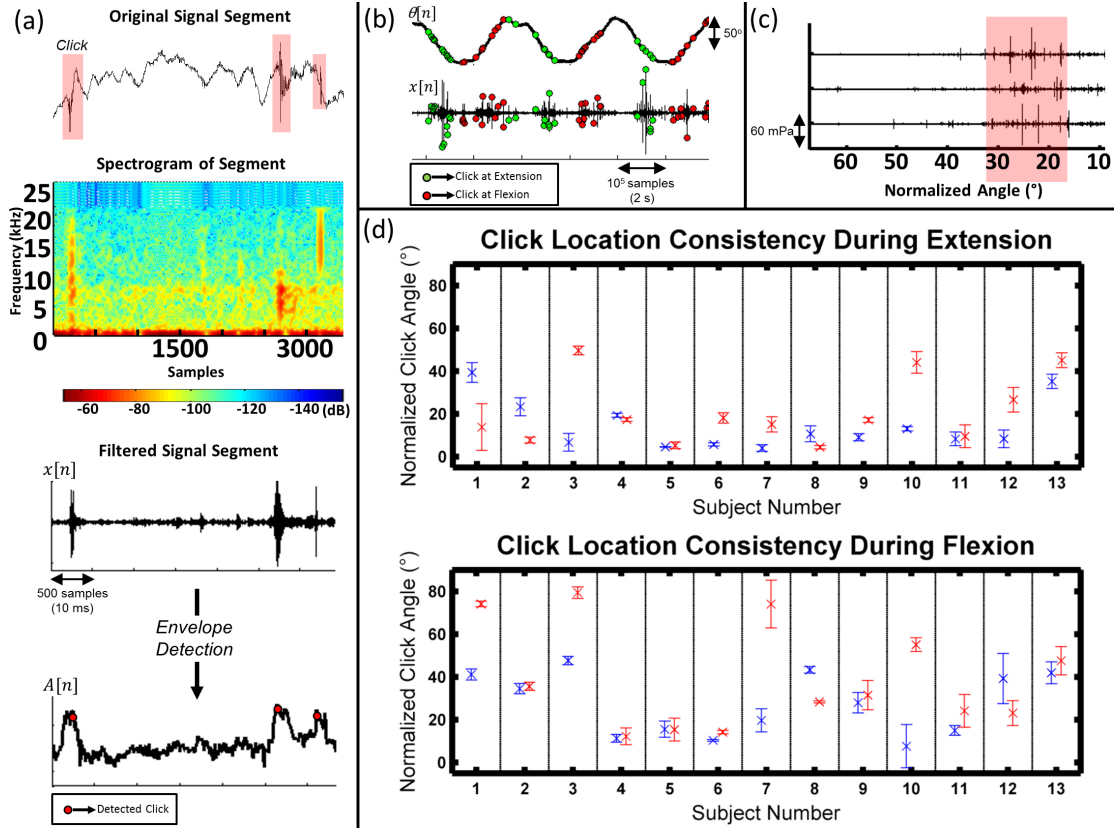 (a)
Original Signal Segment
Click
Spectrogram of Segment
25
20
15
10
5
0
Frequency (kHz)
1500
3000
Samples
-60
-80
-100
-120
-140
(dB)
Filtered Signal Segment
x[n]
500 samples
(10 ms)
Envelope
Detection
A[n]
Detected Click
(b)
θ[n]
50°
x[n]
Click at Extension
Click at Flexion
10⁵ samples
(2 s)
(c)
60 mPa
60
50
40
30
20
10
Normalized Angle (°)
(d)
Click Location Consistency During Extension
Normalized Click Angle (°)
80
60
40
20
0
1 2 3 4 5 6 7 8 9 10 11 12 13
Subject Number
Click Location Consistency During Flexion
Normalized Click Angle (°)
80
60
40
20
0
1 2 3 4 5 6 7 8 9 10 11 12 13
Subject Number